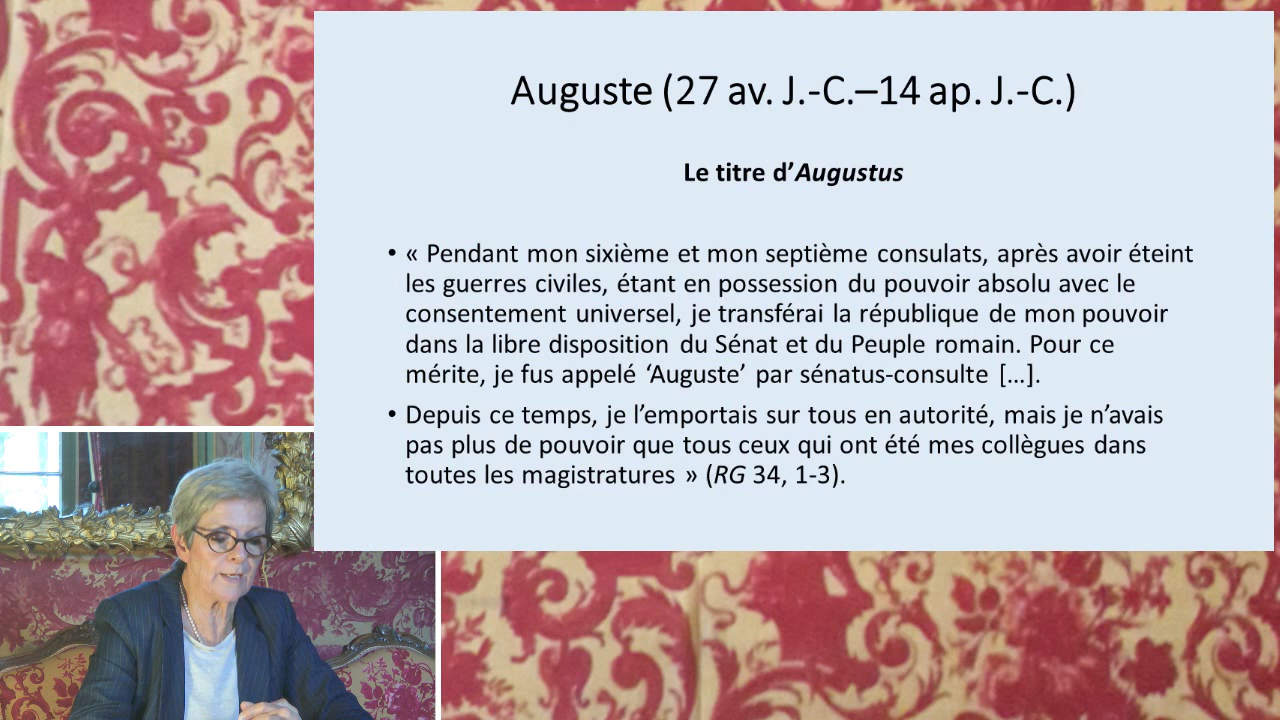 Auguste (27 av. J.-C.–14 ap. J.-C.)
Le titre d’Augustus
• « Pendant mon sixième et mon septième consulats, après avoir éteint
les guerres civiles, étant en possession du pouvoir absolu avec le
consentement universel, je transférai la république de mon pouvoir
dans la libre disposition du Sénat et du Peuple romain. Pour ce
mérite, je fus appelé ‘Auguste’ par sénatus-consulte […].
• Depuis ce temps, je l’emportais sur tous en autorité, mais je n’avais
pas plus de pouvoir que tous ceux qui ont été mes collègues dans
toutes les magistratures » (RG 34, 1-3).